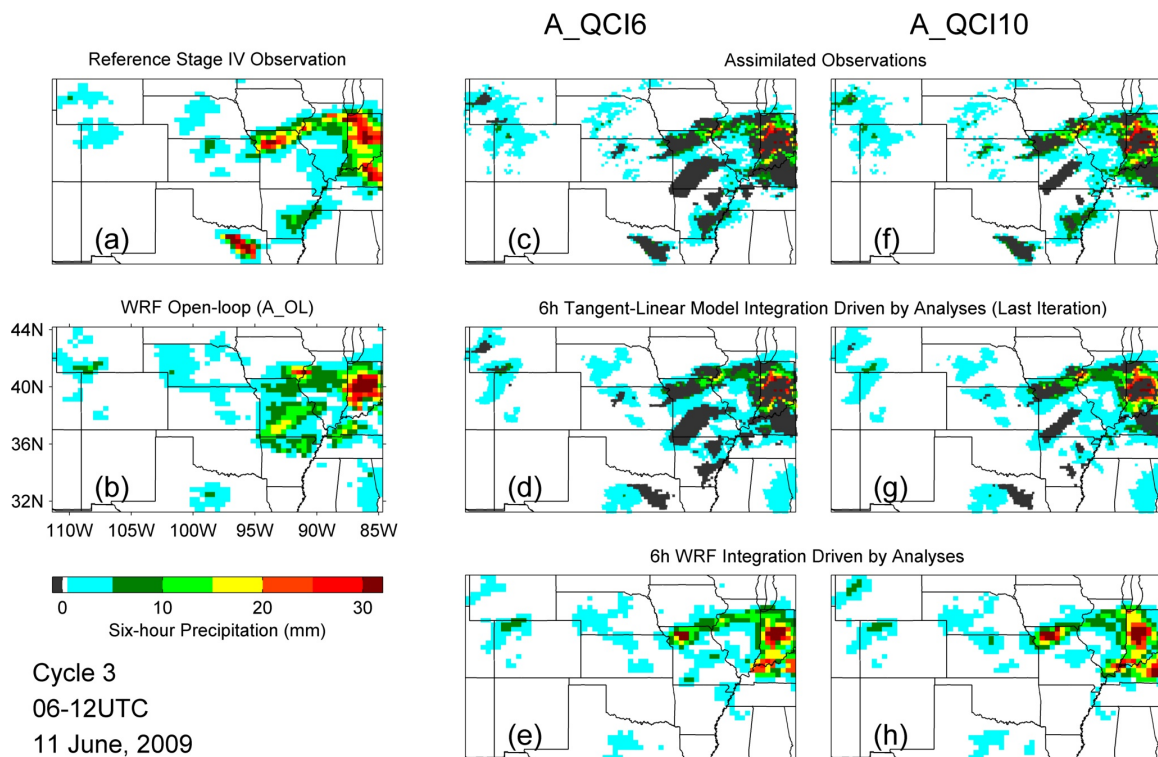 A_QCI6
A_QCI10
Reference Stage IV Observation
Assimilated Observations
(a)
(c)
(f)
WRF Open-loop (A_OL)
6h Tangent-Linear Model Integration Driven by Analyses (Last Iteration)
44N
40N
36N
32N
(b)
(d)
(g)
110W 105W 100W 95W 90W 85W
6h WRF Integration Driven by Analyses
0 10 20 30
Six-hour Precipitation (mm)
Cycle 3
06-12UTC
11 June, 2009
(e)
(h)